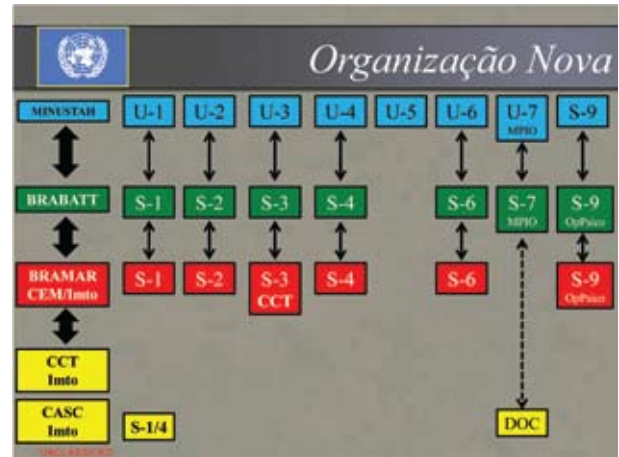 Organização Nova
MINUSTAH U-1 U-2 U-3 U-4 U-5 U-6 U-7 S-9
MPIO
BRABATT S-1 S-2 S-3 S-4 S-6 S-7 S-9
MPIO OpPsico
BRAMAR S-1 S-2 S-3 S-4 S-6 S-9
CEM/Imto CCT OpPsico
CCT
Imto
CASC S-1/4 DOC
Imto